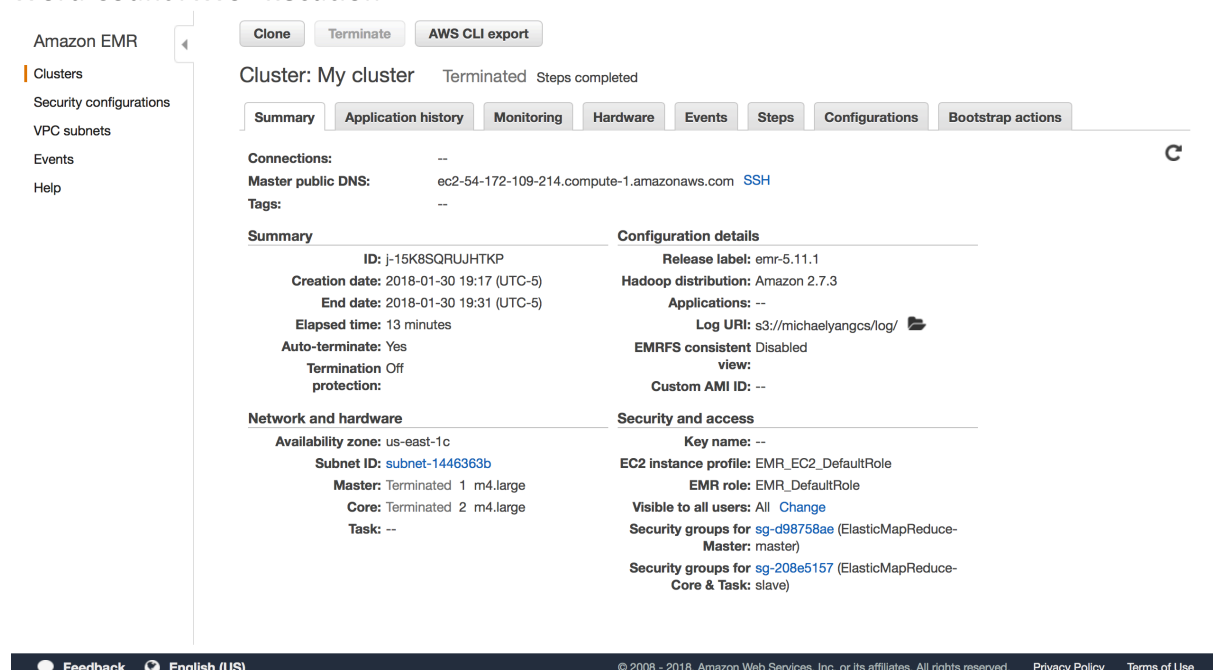 Amazon EMR
Clusters
Security configurations
VPC subnets
Events
Help
Clone Terminate AWS CLI export
Cluster: My cluster Terminated Steps completed
Summary Application history Monitoring Hardware Events Steps Configurations Bootstrap actions
Connections: --
Master public DNS: ec2-54-172-109-214.compute-1.amazonaws.com SSH
Tags: --
Summary
ID: j-15K8SQRUJHTKP
Creation date: 2018-01-30 19:17 (UTC-5)
End date: 2018-01-30 19:31 (UTC-5)
Elapsed time: 13 minutes
Auto-terminate: Yes
Termination Off
protection:
Configuration details
Release label: emr-5.11.1
Hadoop distribution: Amazon 2.7.3
Applications: --
Log URI: s3://michaelyangcs/log/
EMRFS consistent Disabled
view:
Custom AMI ID: --
Network and hardware
Availability zone: us-east-1c
Subnet ID: subnet-1446363b
Master: Terminated 1 m4.large
Core: Terminated 2 m4.large
Task: --
Security and access
Key name: --
EC2 instance profile: EMR_EC2_DefaultRole
EMR role: EMR_DefaultRole
Visible to all users: All Change
Security groups for sg-d98758ae (ElasticMapReduce-
Master: master)
Security groups for sg-208e5157 (ElasticMapReduce-
Core & Task: slave)
Feedback English (US)
© 2008 - 2018, Amazon Web Services, Inc. or its affiliates. All rights reserved. Privacy Policy Terms of Use